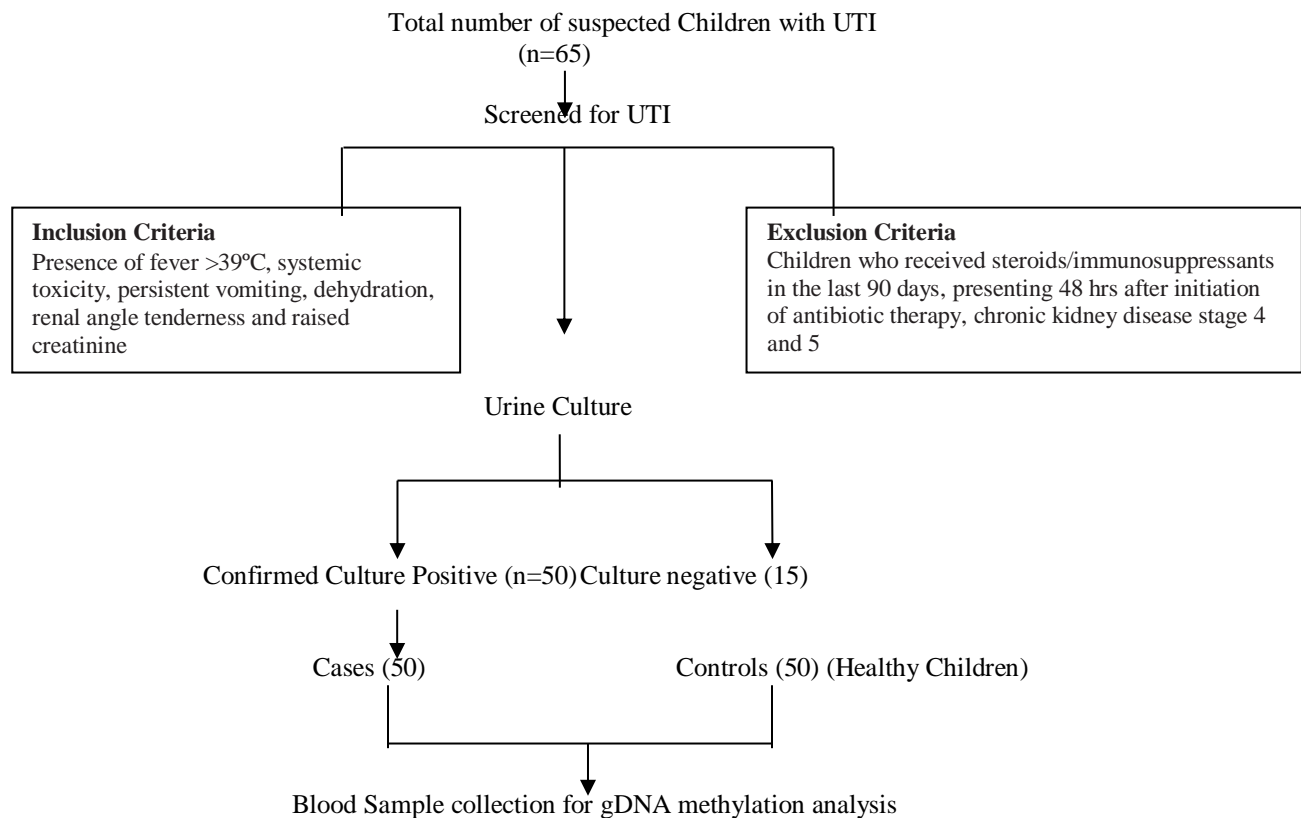 Total number of suspected Children with UTI
(n=65)
Screened for UTI
Inclusion Criteria
Presence of fever >39ºC, systemic
toxicity, persistent vomiting, dehydration,
renal angle tenderness and raised
creatinine
Exclusion Criteria
Children who received steroids/immunosuppressants
in the last 90 days, presenting 48 hrs after initiation
of antibiotic therapy, chronic kidney disease stage 4
and 5
Urine Culture
Confirmed Culture Positive (n=50) Culture negative (15)
Cases (50)
Controls (50) (Healthy Children)
Blood Sample collection for gDNA methylation analysis